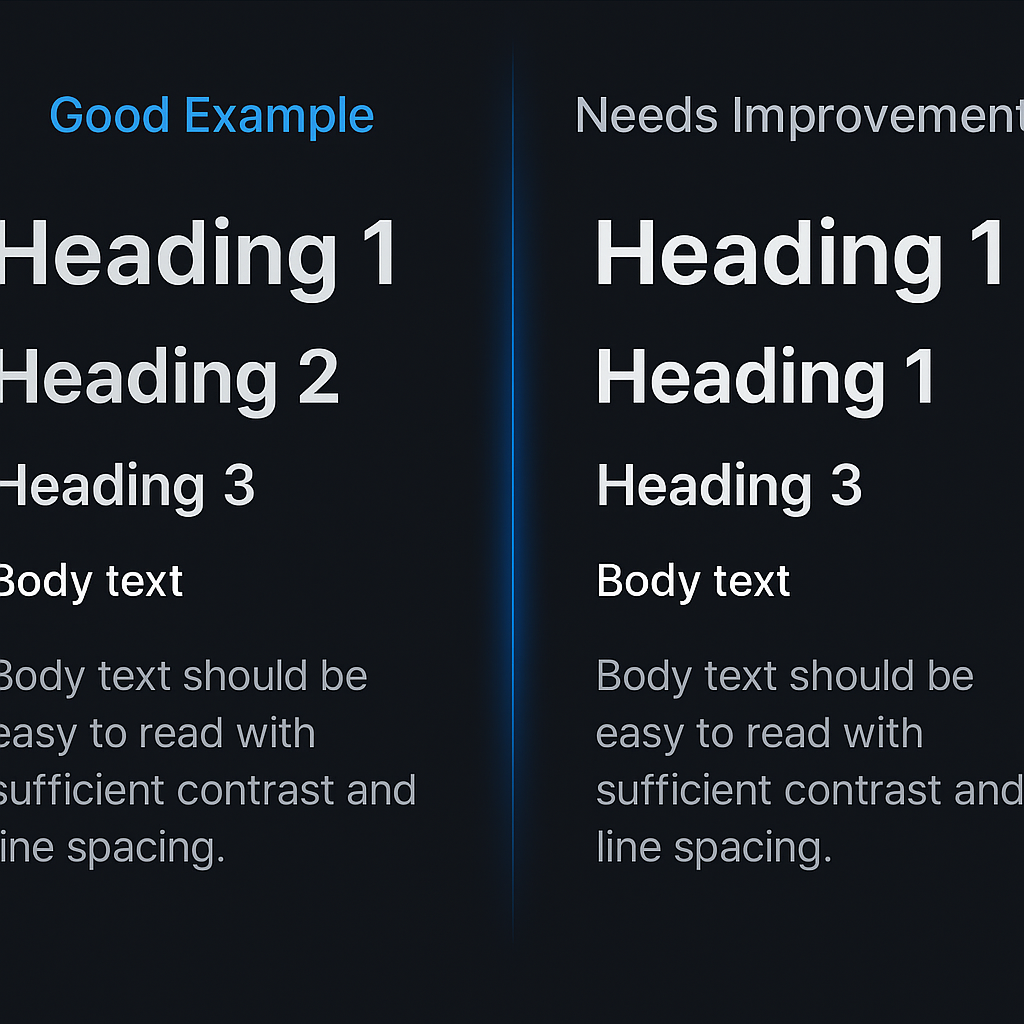 Good Example
Heading 1
Heading 2
Heading 3
Body text
Body text should be
easy to read with
sufficient contrast and
line spacing.
Needs Improvement
Heading 1
Heading 1
Heading 3
Body text
Body text should be
easy to read with
sufficient contrast and
line spacing.